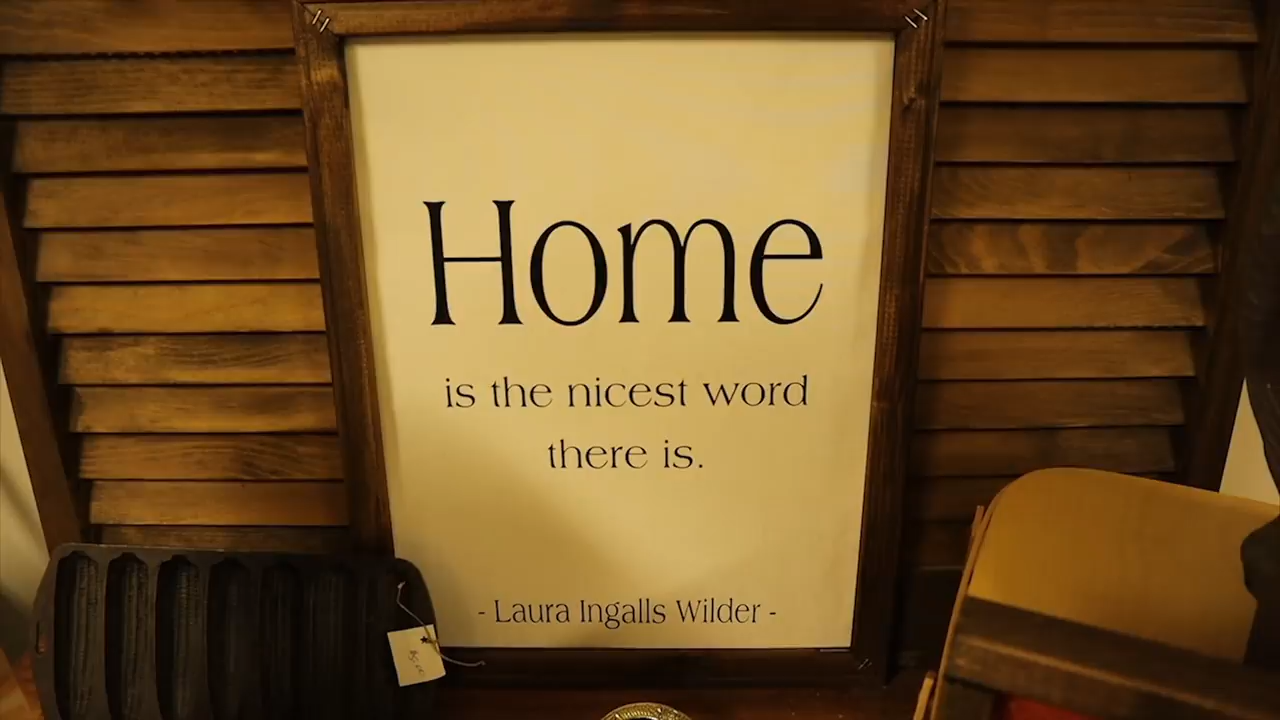 Home
is the nicest word
there is.
- Laura Ingalls Wilder -